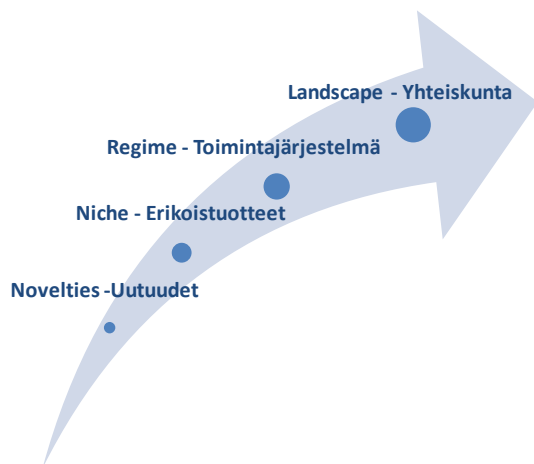 Landscape - Yhteiskunta
Regime - Toimintajärjestelmä
Niche - Erikoistuotteet
Novelties -Uutuudet